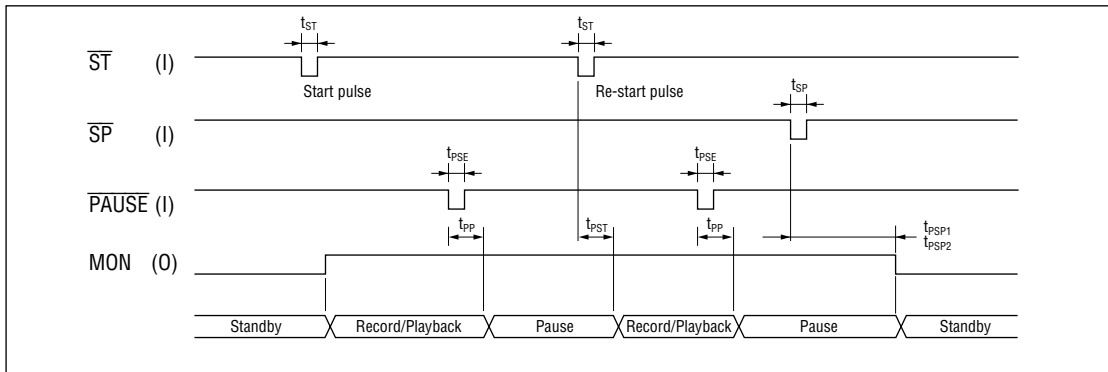 tST
tST
ST (I)
Start pulse
Re-start pulse
tSP
SP (I)
tPSE
tPSE
PAUSE (I)
tPP
tPST
tPP
tPSP1
tPSP2
MON (O)
Standby
Record/Playback
Pause
Record/Playback
Pause
Standby